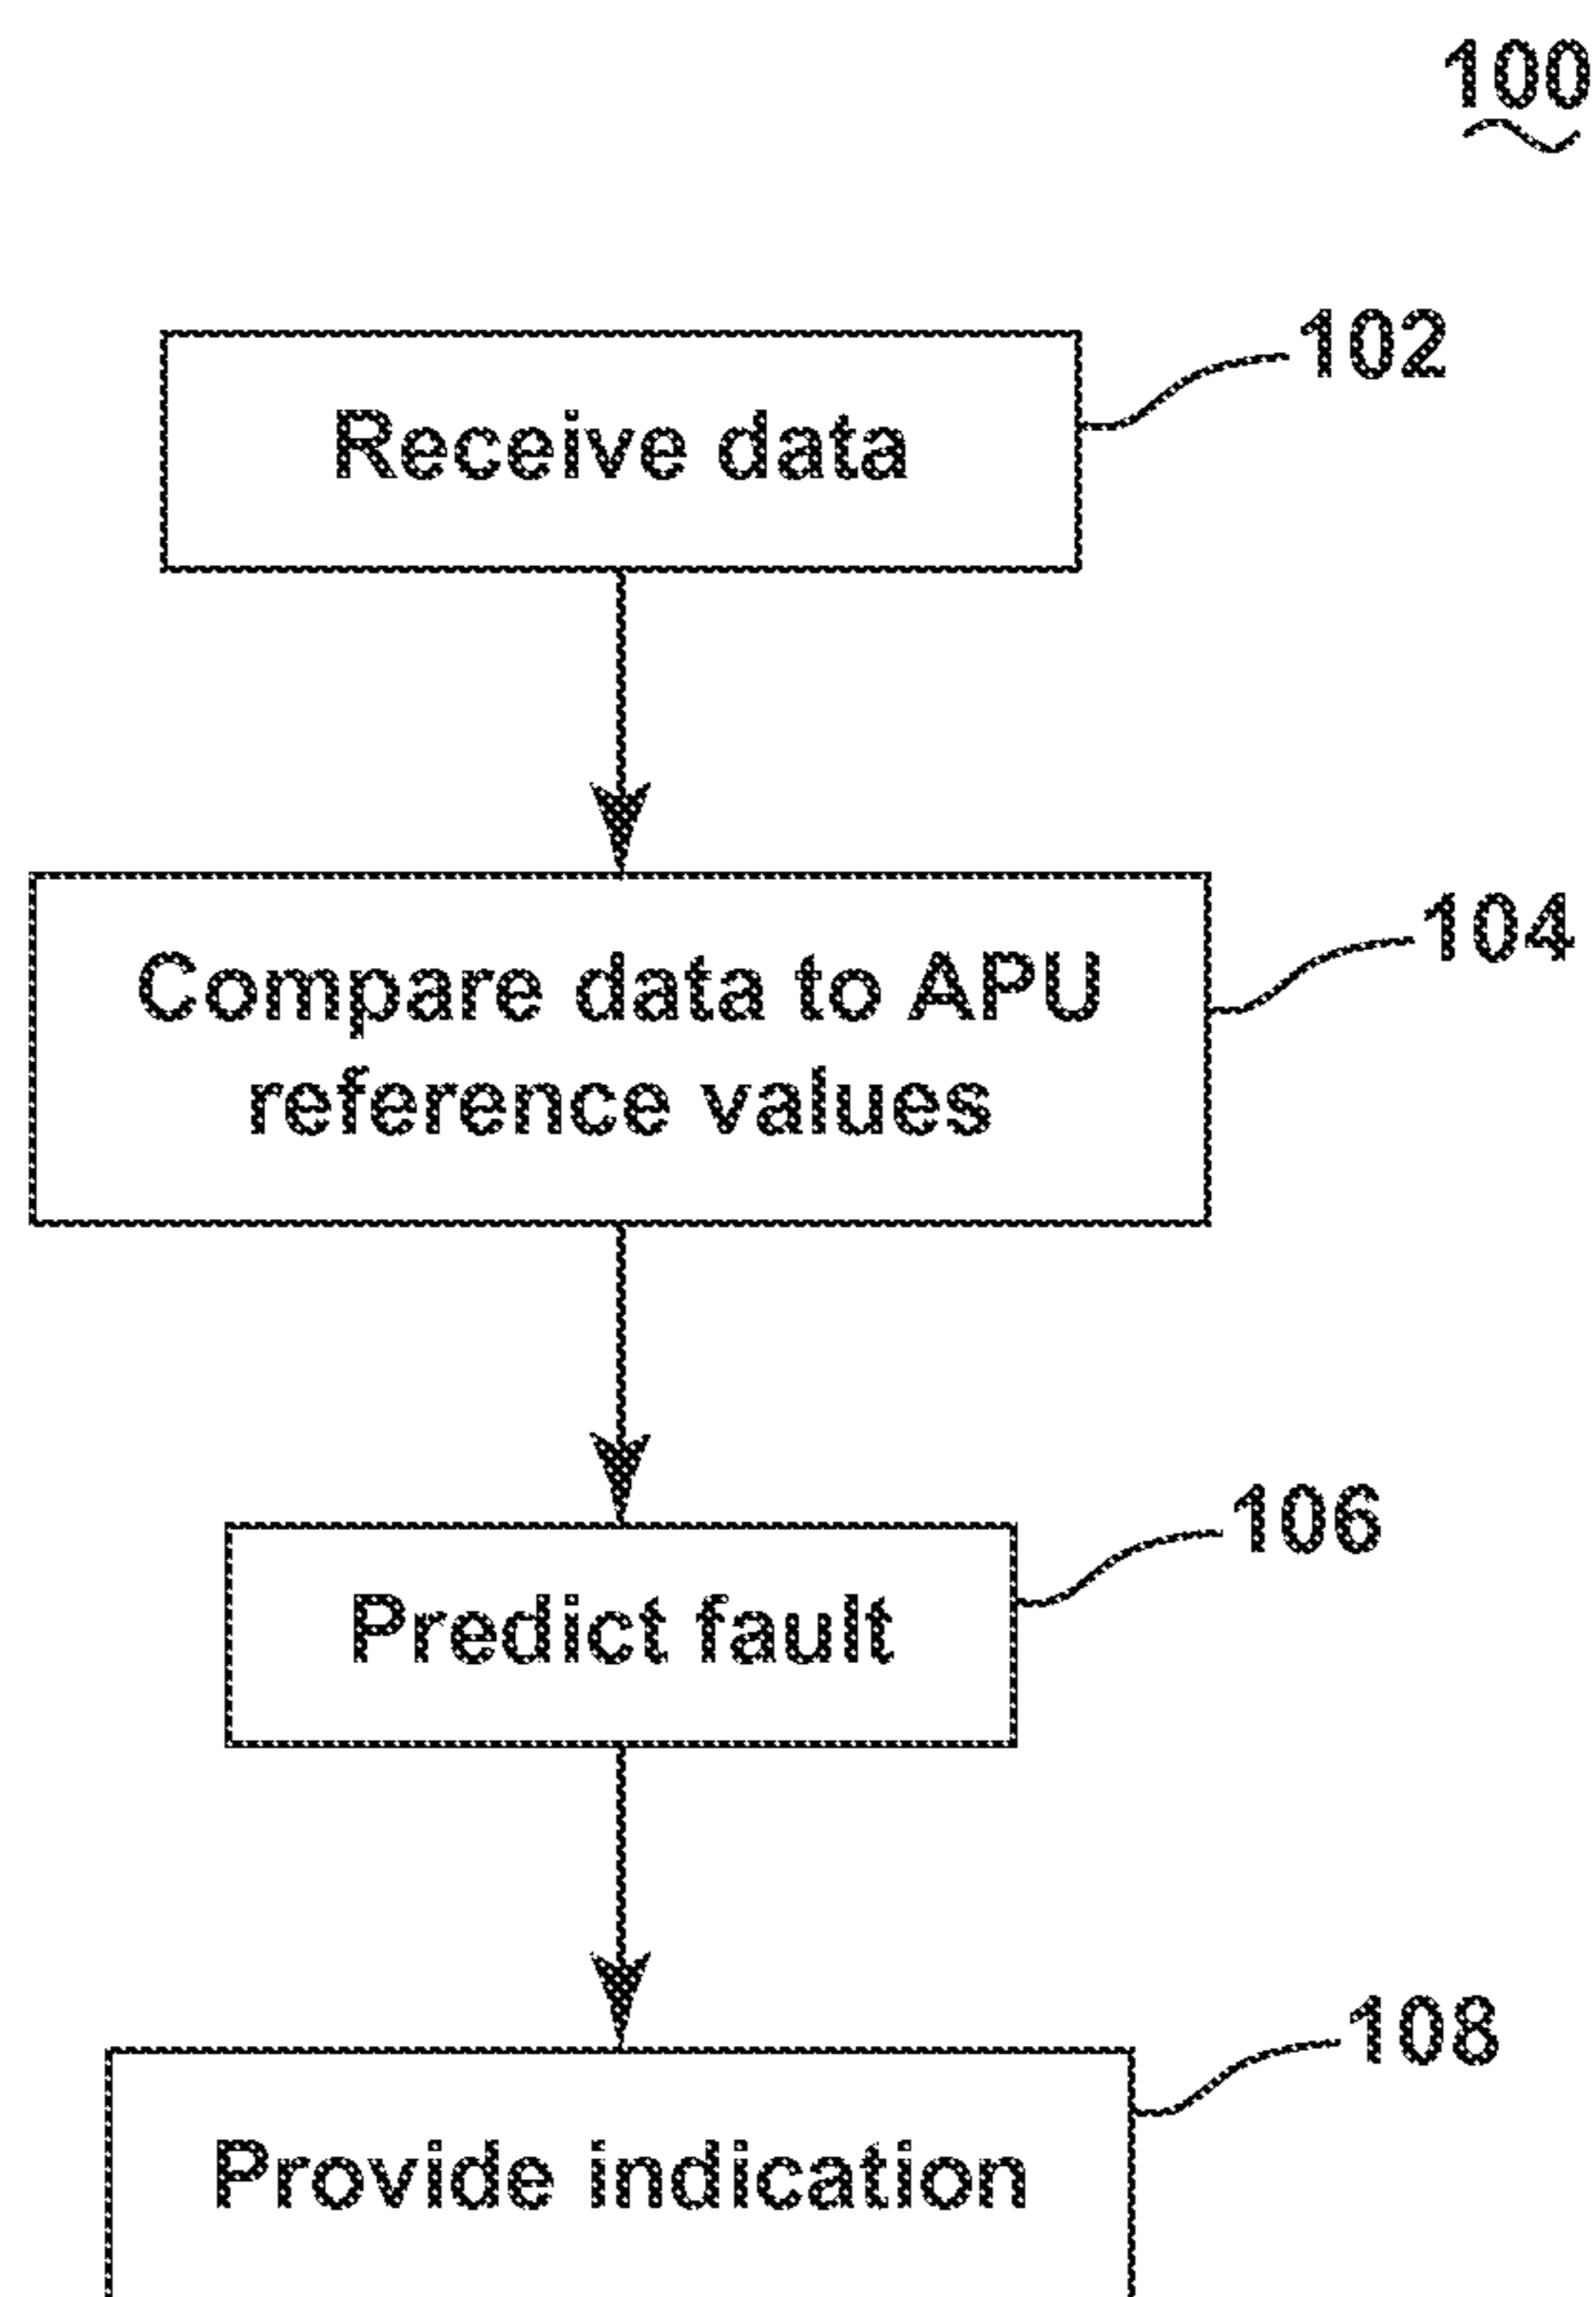 100
102
Receive data
104
Compare data to APU
reference values
106
Predict fault
108
Provide indication